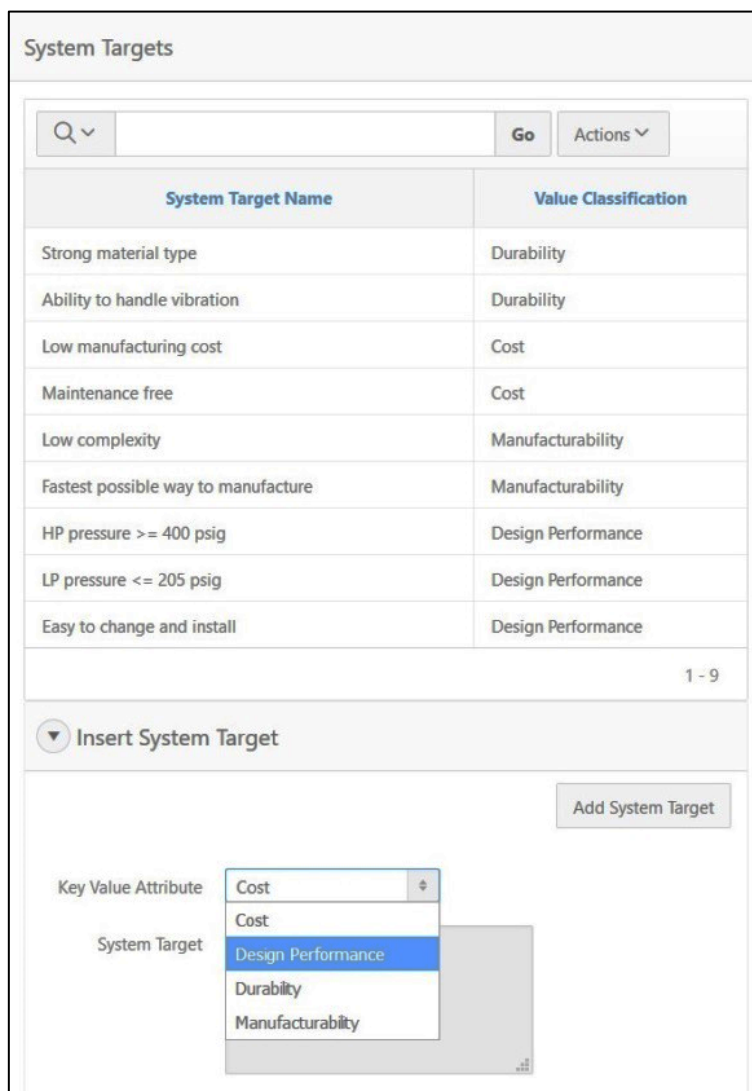 System Targets
Go Actions
System Target Name Value Classification
Strong material type Durability
Ability to handle vibration Durability
Low manufacturing cost Cost
Maintenance free Cost
Low complexity Manufacturability
Fastest possible way to manufacture Manufacturability
HP pressure >= 400 psig Design Performance
LP pressure <= 205 psig Design Performance
Easy to change and install Design Performance
1 - 9
Insert System Target
Add System Target
Key Value Attribute Cost
Cost
System Target Design Performance
Durability
Manufacturability